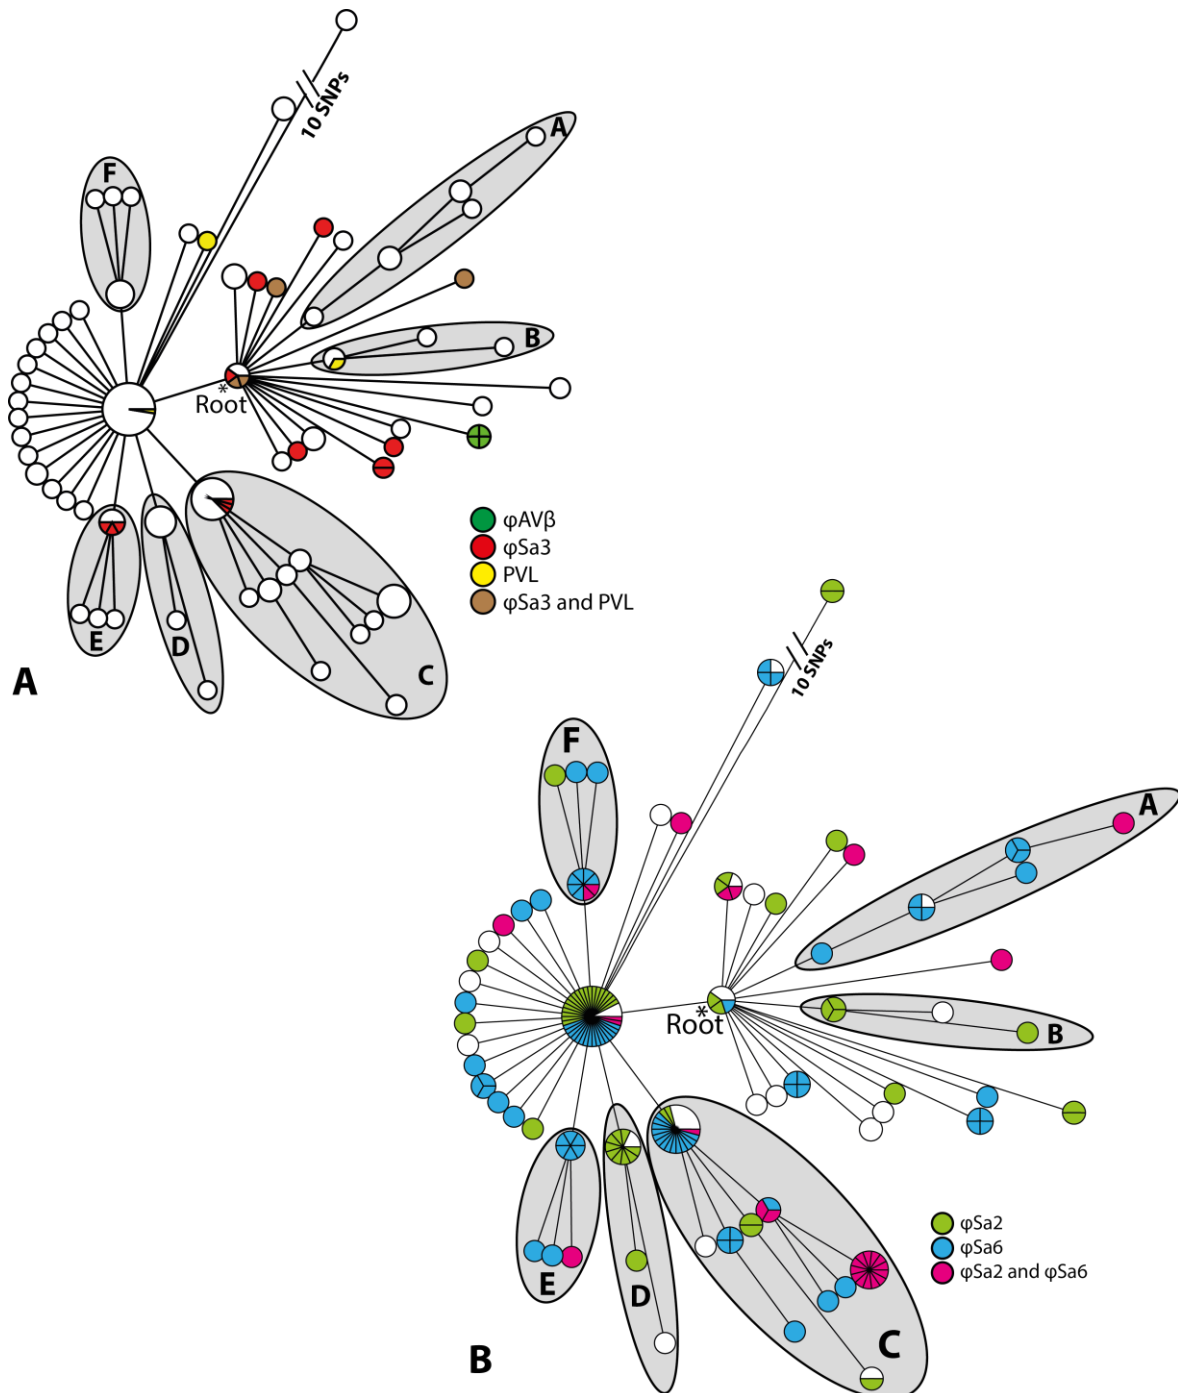 10 SNPs
A
F
B
*
Root
φAVβ
φSa3
PVL
φSa3 and PVL
E
D
C
A
10 SNPs
F
A
*
Root
B
φSa2
φSa6
φSa2 and φSa6
E
D
C
B